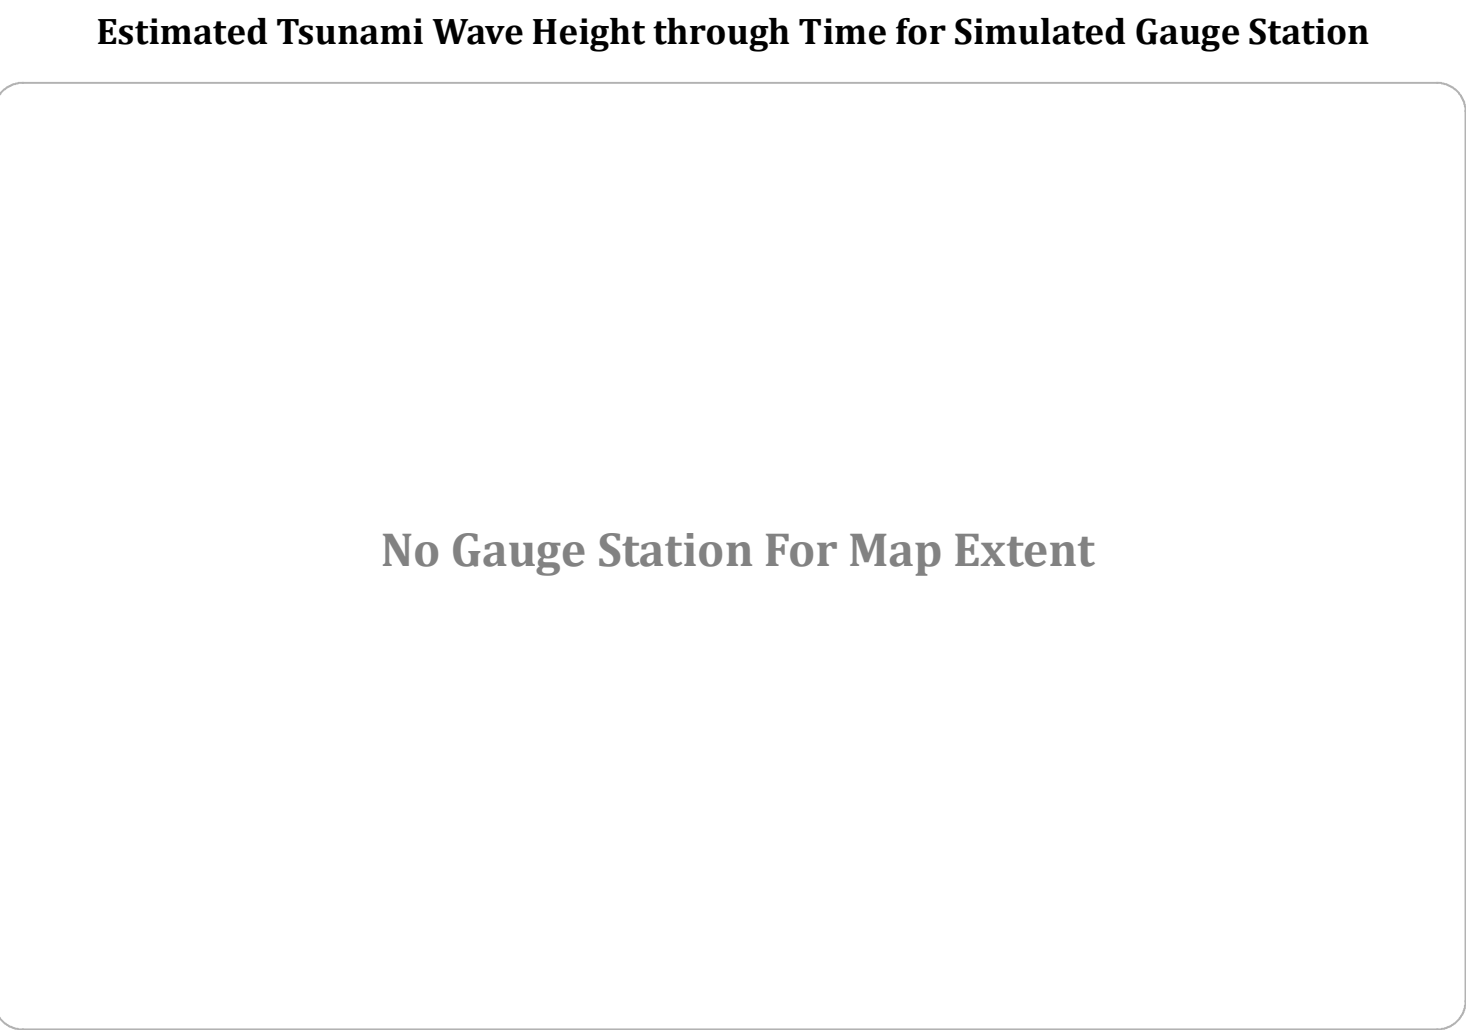 Estimated Tsunami Wave Height through Time for Simulated Gauge Station
No Gauge Station For Map Extent